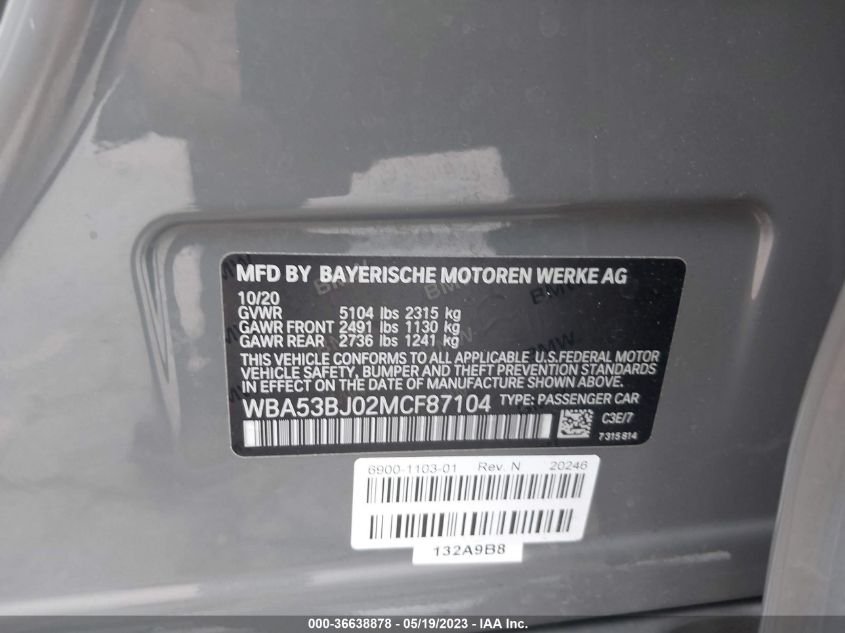 MFD BY BAYERISCHE MOTOREN WERKE AG
10/20
GVWR 5104 lbs 2315 kg
GAWR FRONT 2491 lbs 1130 kg
GAWR REAR 2736 lbs 1241 kg
THIS VEHICLE CONFORMS TO ALL APPLICABLE U.S.FEDERAL MOTOR
VEHICLE SAFETY, BUMPER AND THEFT PREVENTION STANDARDS
IN EFFECT ON THE DATE OF MANUFACTURE SHOWN ABOVE.
WBA53BJ02MCF87104 TYPE: PASSENGER CAR
C3E/7
7315814
6900-1103-01 Rev. N 20246
132A9B8
000-36638878 - 05/19/2023 - IAA Inc.